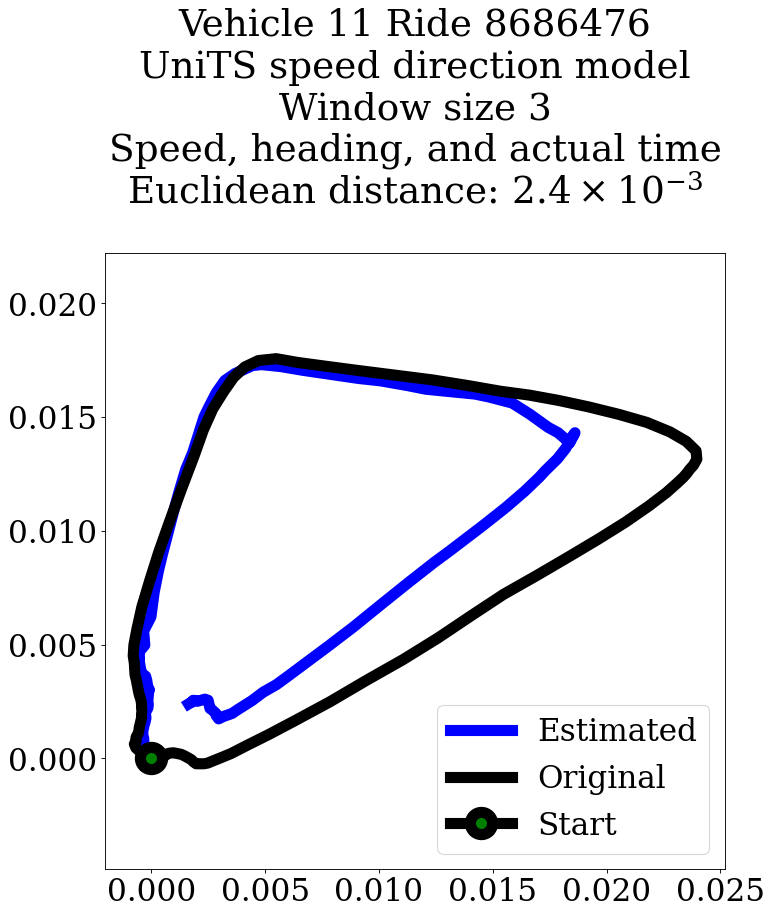 Vehicle 11 Ride 8686476
UniTS speed direction model
Window size 3
Speed, heading, and actual time
Euclidean distance: 2.4 × 10⁻³
0.020
0.015
0.010
0.005
0.000
Estimated
Original
Start
0.000 0.005 0.010 0.015 0.020 0.025